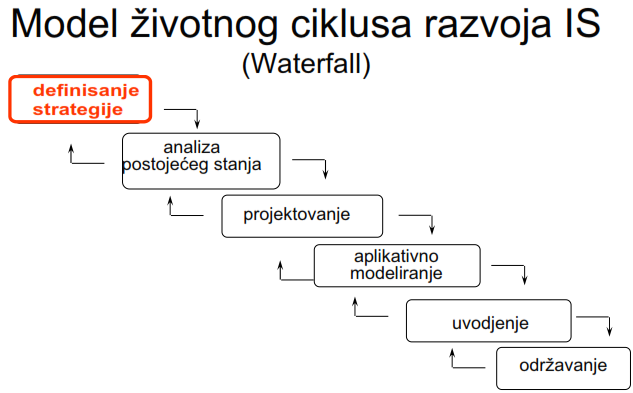 Model životnog ciklusa razvoja IS
(Waterfall)
definisanje
strategije
analiza
postojećeg stanja
projektovanje
aplikativno
modeliranje
uvodjenje
održavanje